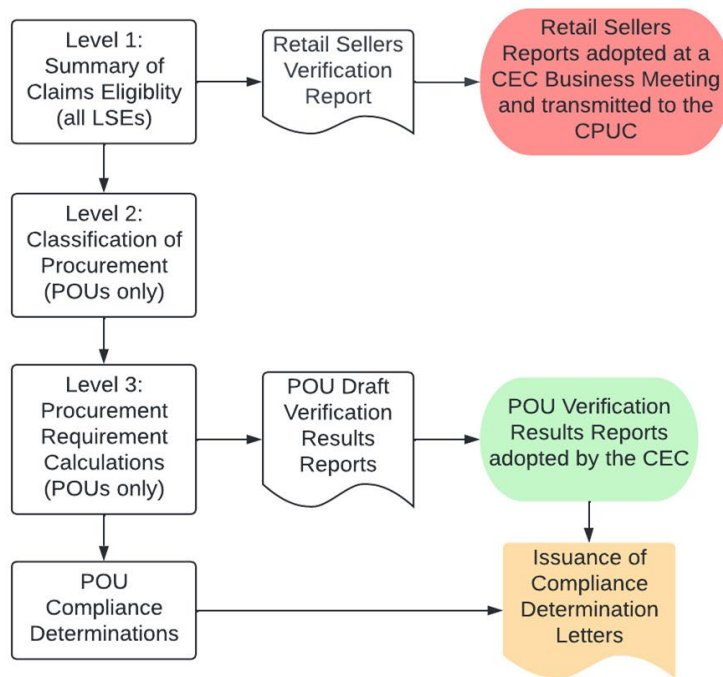 Level 1:
Summary of
Claims Eligiblity
(all LSEs)
Retail Sellers
Verification
Report
Retail Sellers
Reports adopted at a
CEC Business Meeting
and transmitted to the
CPUC
Level 2:
Classification of
Procurement
(POUs only)
Level 3:
Procurement
Requirement
Calculations
(POUs only)
POU Draft
Verification
Results
Reports
POU Verification
Results Reports
adopted by the CEC
POU
Compliance
Determinations
Issuance of
Compliance
Determination
Letters